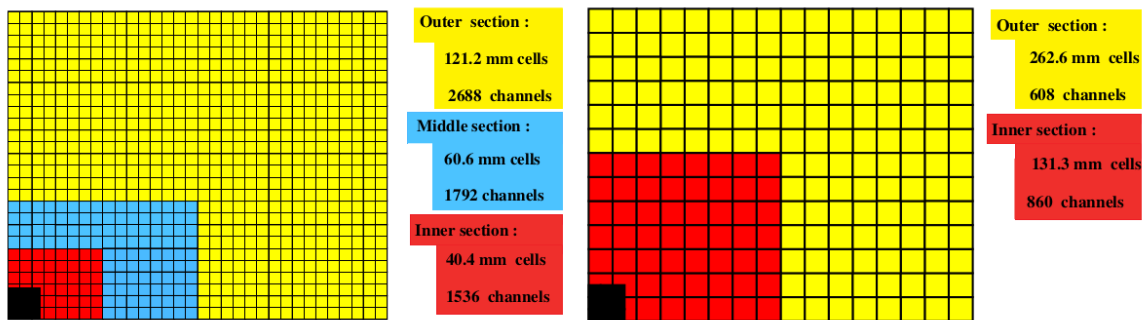 Outer section :
121.2 mm cells
2688 channels
Middle section :
60.6 mm cells
1792 channels
Inner section :
40.4 mm cells
1536 channels
Outer section :
262.6 mm cells
608 channels
Inner section :
131.3 mm cells
860 channels